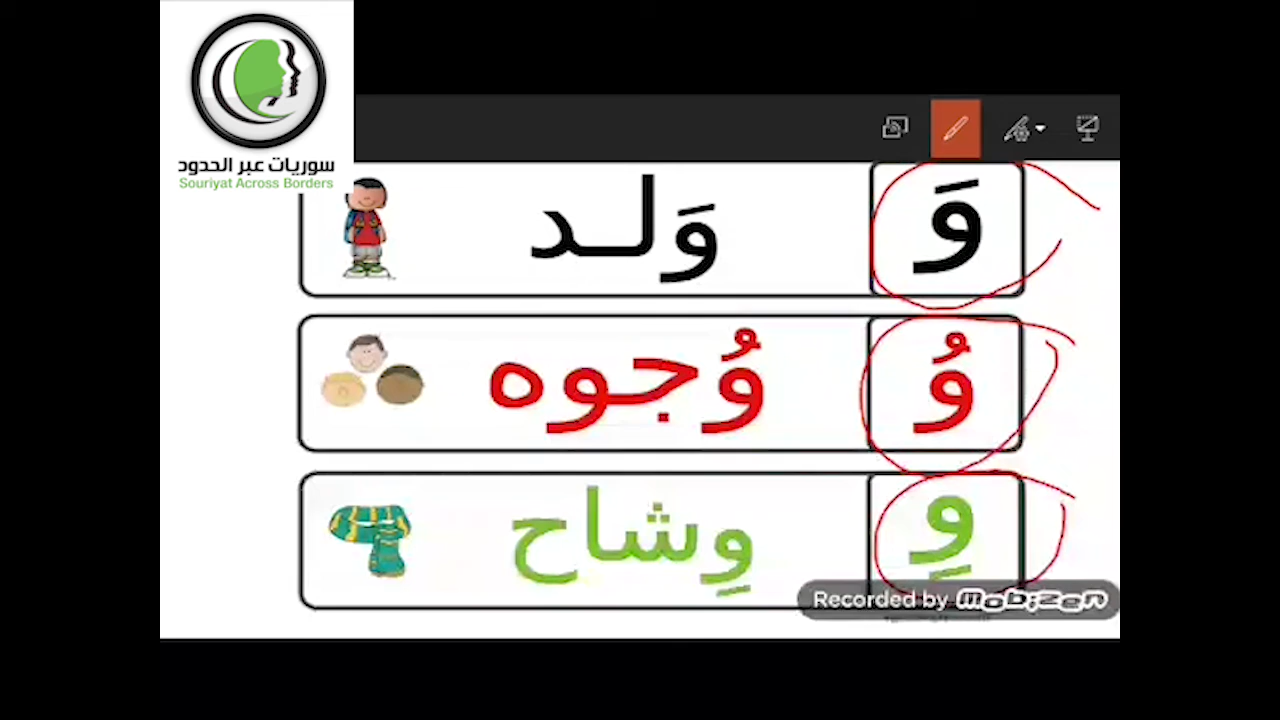 سوريات عبر الحدود
Souriyat Across Borders
وَ وَلـد
وُ وُجوه
وِ وِشاح
Recorded by Mobizen